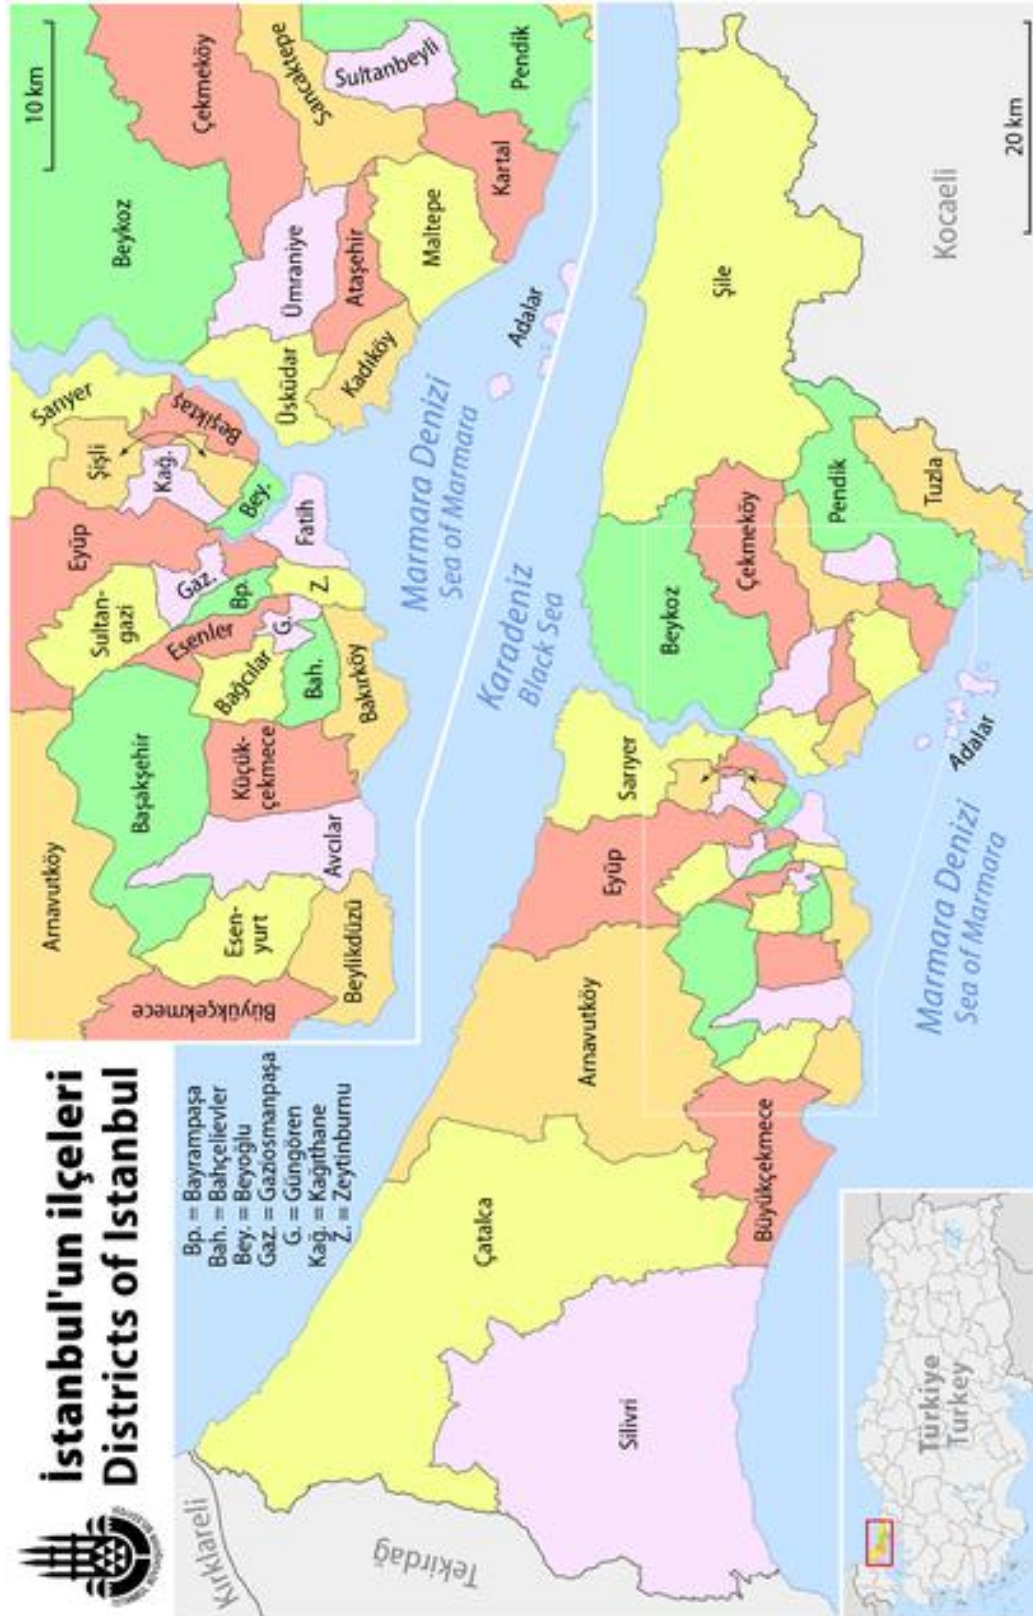 İstanbul'un ilçeleri
Districts of Istanbul
Bp. = Bayrampaşa
Bah. = Bahçelievler
Bey. = Beyoğlu
Gaz. = Gaziosmanpaşa
G. = Güngören
Kağ. = Kağıthane
Z. = Zeytinburnu
10 km
Arnavutköy
Büyükçekmece
Esen-
yurt
Beylikdüzü
Başakşehir
Avcılar
Küçük-
çekmece
Sultan-
gazi
Esenler
Bağcılar
Bah.
Bakırköy
Eyüp
Gaz.
Bp.
G.
Z.
Fatih
Sarıyer
Şişli
Kağ.
Beşiktaş
Bey.
Beykoz
Üsküdar
Kadıköy
Ümraniye
Ataşehir
Maltepe
Çekmeköy
Sancaktepe
Sultanbeyli
Kartal
Pendik
Adalar
Marmara Denizi
Sea of Marmara
Karadeniz
Black Sea
Kırklareli
Tekirdağ
Silivri
Çatalca
Büyükçekmece
Arnavutköy
Eyüp
Sarıyer
Beykoz
Çekmeköy
Şile
Pendik
Tuzla
Kocaeli
Adalar
Marmara Denizi
Sea of Marmara
20 km
Türkiye
Turkey